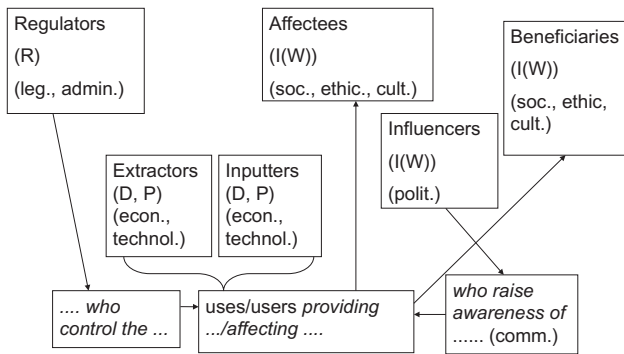 Regulators
(R)
(leg., admin.)
Affectees
(I(W))
(soc., ethic., cult.)
Beneficiaries
(I(W))
(soc., ethic,
cult.)
Influencers
(I(W))
(polit.)
Extractors
(D, P)
(econ.,
technol.)
Inputters
(D, P)
(econ.,
technol.)
.... who
control the ...
uses/users providing
.../affecting ....
who raise
awareness of
...... (comm.)